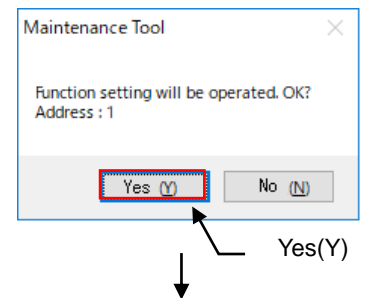 Maintenance Tool
Function setting will be operated. OK?
Address : 1
Yes (Y)
No (N)
Yes(Y)